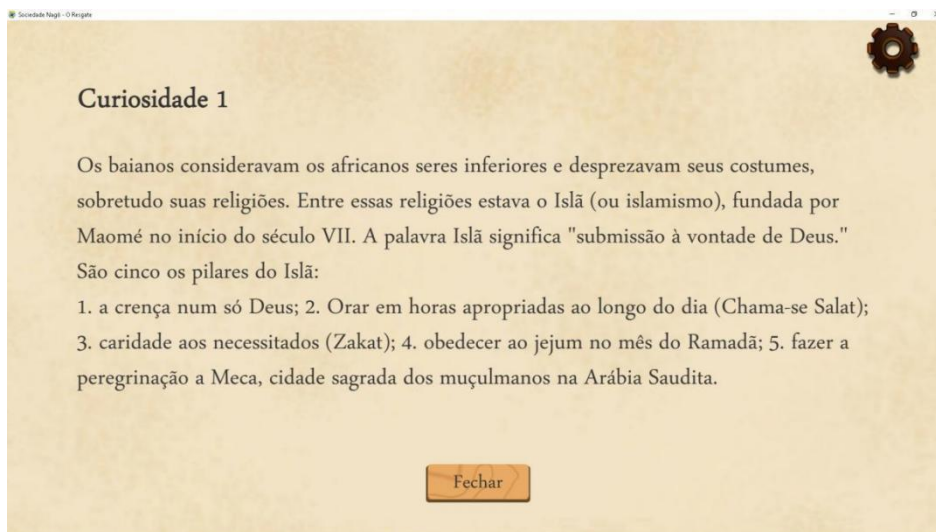 Sociedade Nagô - O Resgate
Curiosidade 1
Os baianos consideravam os africanos seres inferiores e desprezavam seus costumes,
sobretudo suas religiões. Entre essas religiões estava o Islã (ou islamismo), fundada por
Maomé no início do século VII. A palavra Islã significa "submissão à vontade de Deus."
São cinco os pilares do Islã:
1. a crença num só Deus; 2. Orar em horas apropriadas ao longo do dia (Chama-se Salat);
3. caridade aos necessitados (Zakat); 4. obedecer ao jejum no mês do Ramadã; 5. fazer a
peregrinação a Meca, cidade sagrada dos muçulmanos na Arábia Saudita.
Fechar